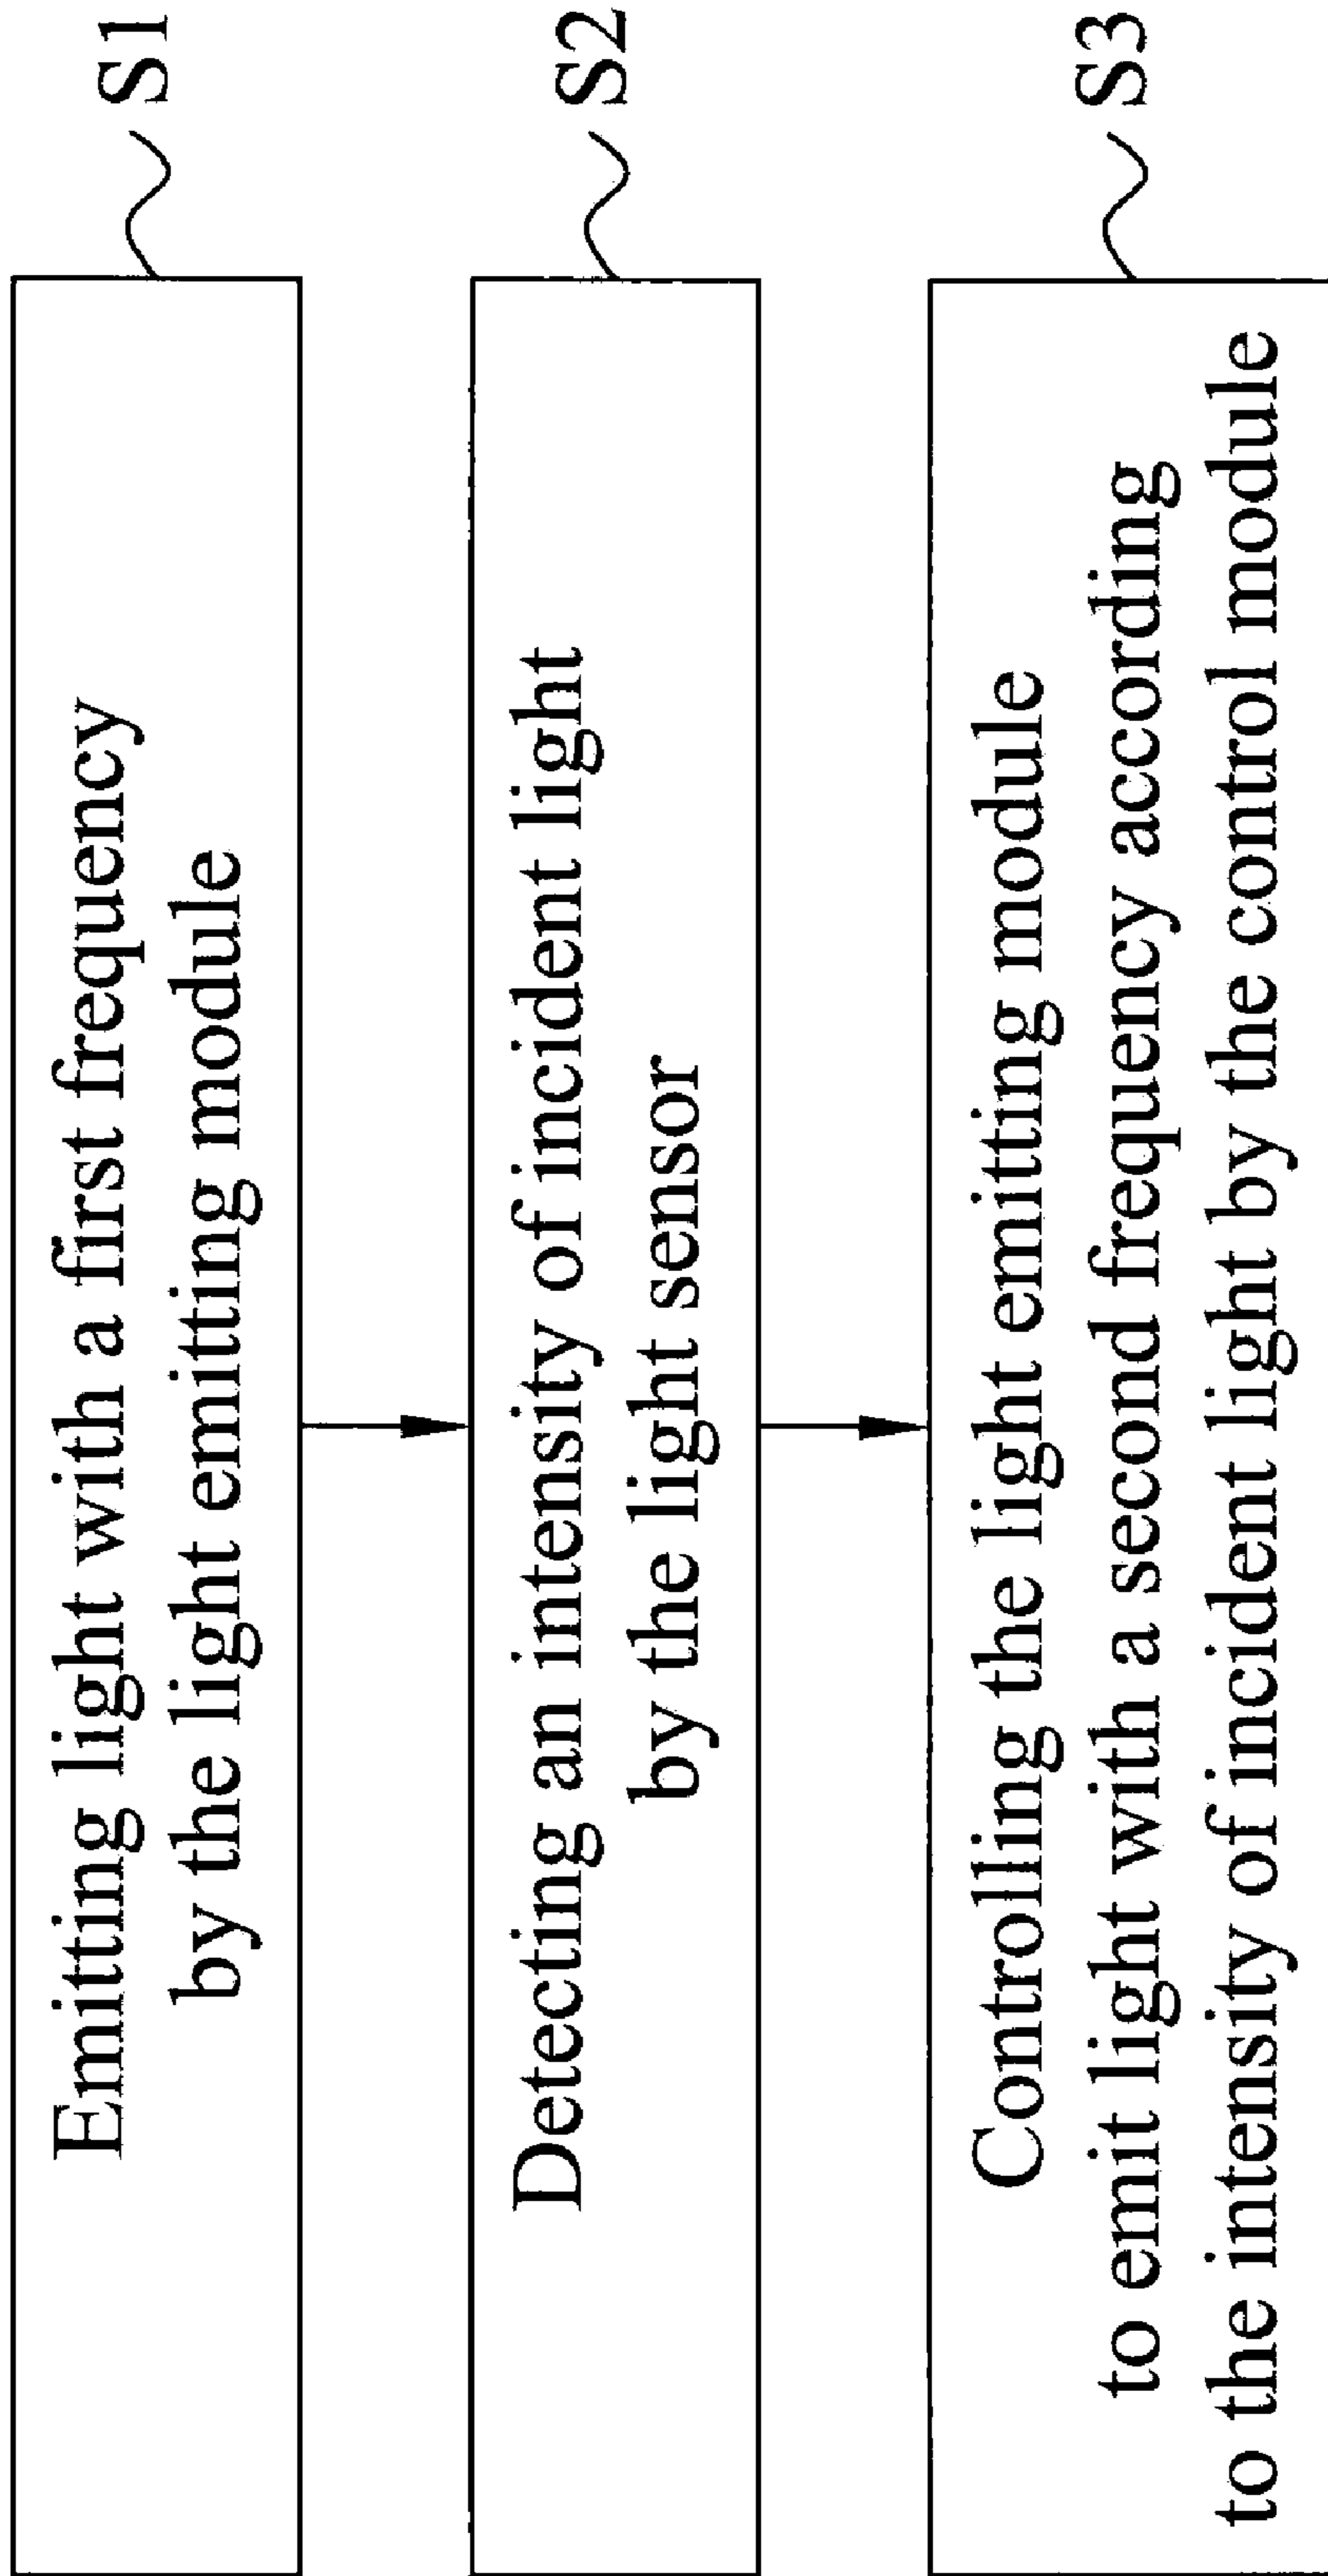 Emitting light with a first frequency
by the light emitting module
S1
Detecting an intensity of incident light
by the light sensor
S2
Controlling the light emitting module
to emit light with a second frequency according
to the intensity of incident light by the control module
S3